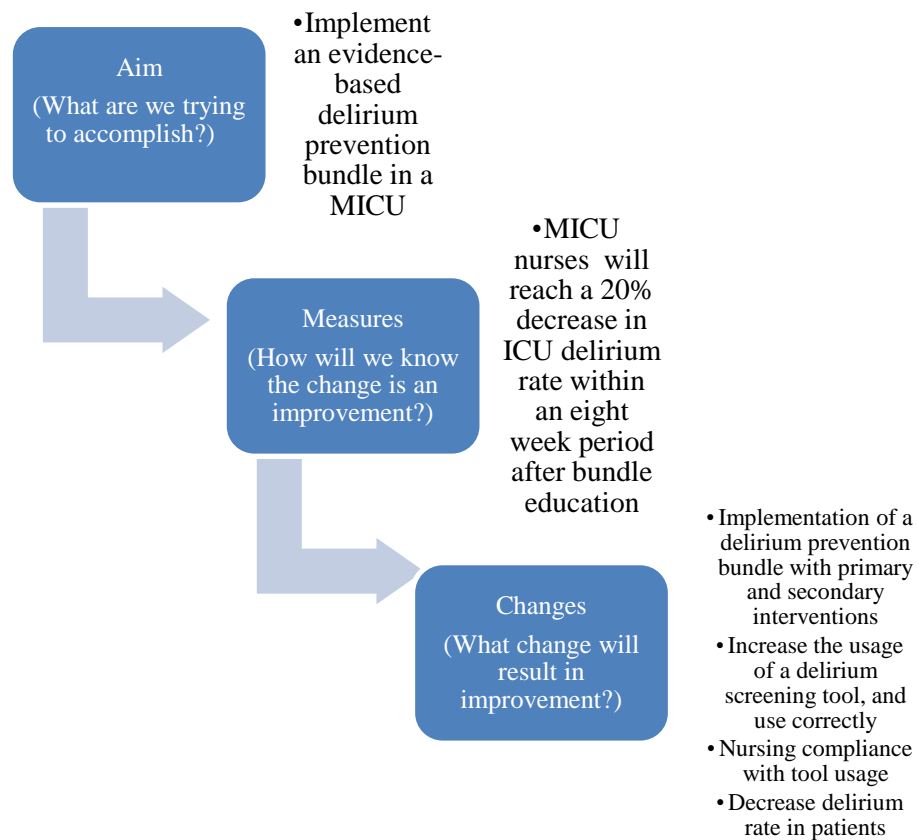 Aim
(What are we trying
to accomplish?)
•Implement
an evidence-
based
delirium
prevention
bundle in a
MICU
Measures
(How will we know
the change is an
improvement?)
•MICU
nurses will
reach a 20%
decrease in
ICU delirium
rate within
an eight
week period
after bundle
education
Changes
(What change will
result in
improvement?)
•Implementation of a
delirium prevention
bundle with primary
and secondary
interventions
•Increase the usage
of a delirium
screening tool, and
use correctly
•Nursing compliance
with tool usage
•Decrease delirium
rate in patients